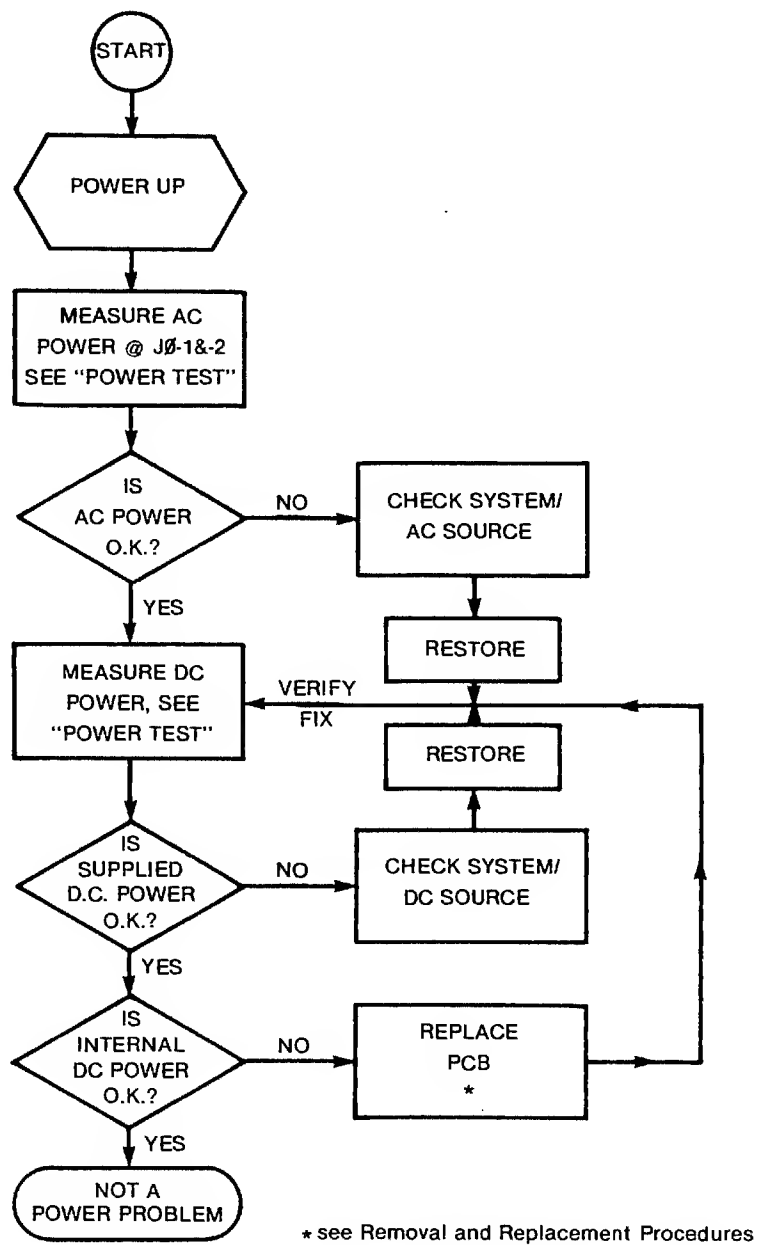 START
POWER UP
MEASURE AC
POWER @ JØ-1&-2
SEE "POWER TEST"
IS
AC POWER
O.K.?
NO
CHECK SYSTEM/
AC SOURCE
YES
RESTORE
MEASURE DC
POWER, SEE
"POWER TEST"
VERIFY
FIX
RESTORE
IS
SUPPLIED
D.C. POWER
O.K.?
NO
CHECK SYSTEM/
DC SOURCE
YES
IS
INTERNAL
DC POWER
O.K.?
NO
REPLACE
PCB
*
YES
NOT A
POWER PROBLEM
* see Removal and Replacement Procedures